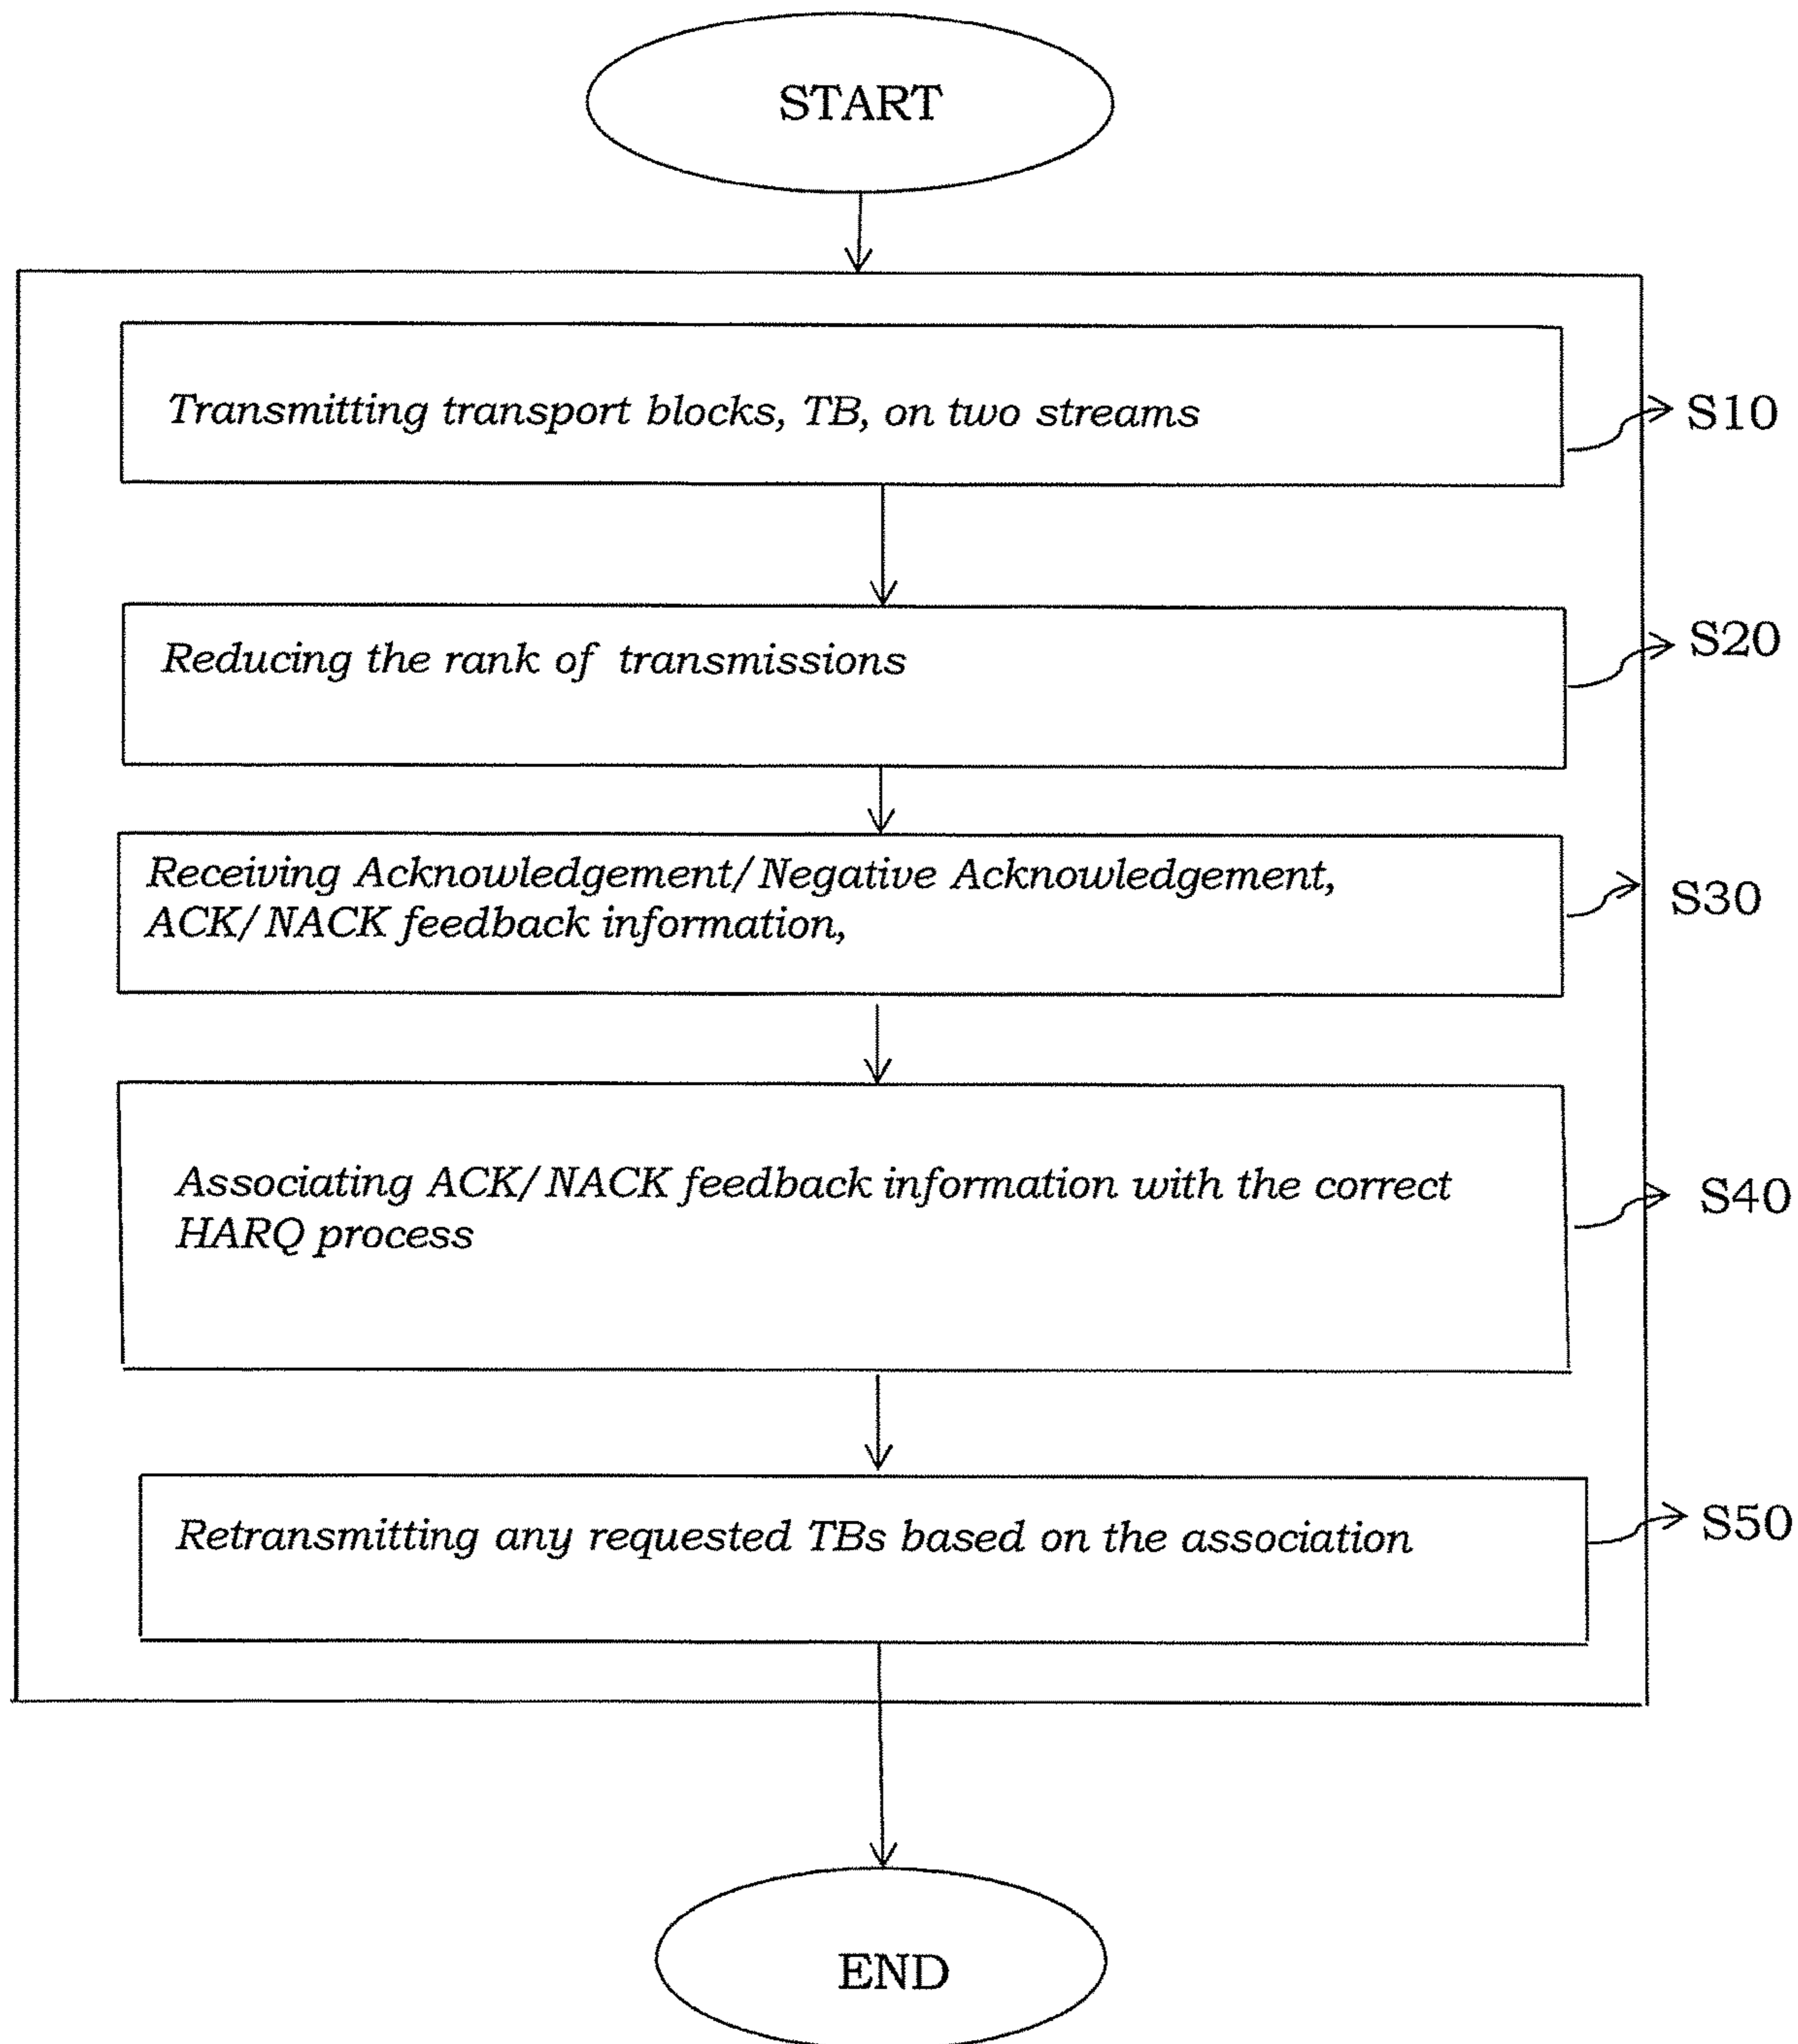 START
Transmitting transport blocks, TB, on two streams
S10
Reducing the rank of transmissions
S20
Receiving Acknowledgement/Negative Acknowledgement,
ACK/NACK feedback information,
S30
Associating ACK/NACK feedback information with the correct
HARQ process
S40
Retransmitting any requested TBs based on the association
S50
END